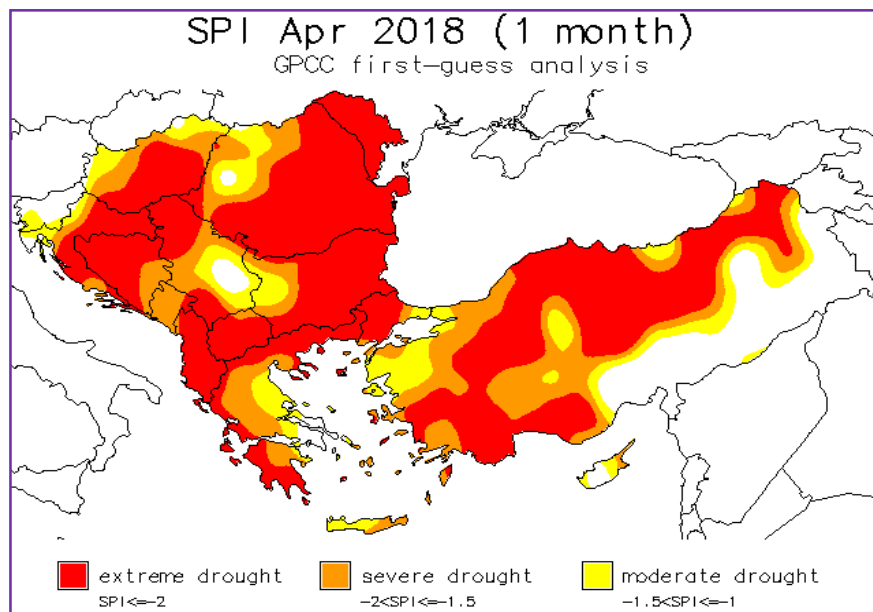 SPI Apr 2018 (1 month)
GPCC first-guess analysis
extreme drought
SPI<=-2
severe drought
-2<SPI<=-1.5
moderate drought
-1.5<SPI<=-1